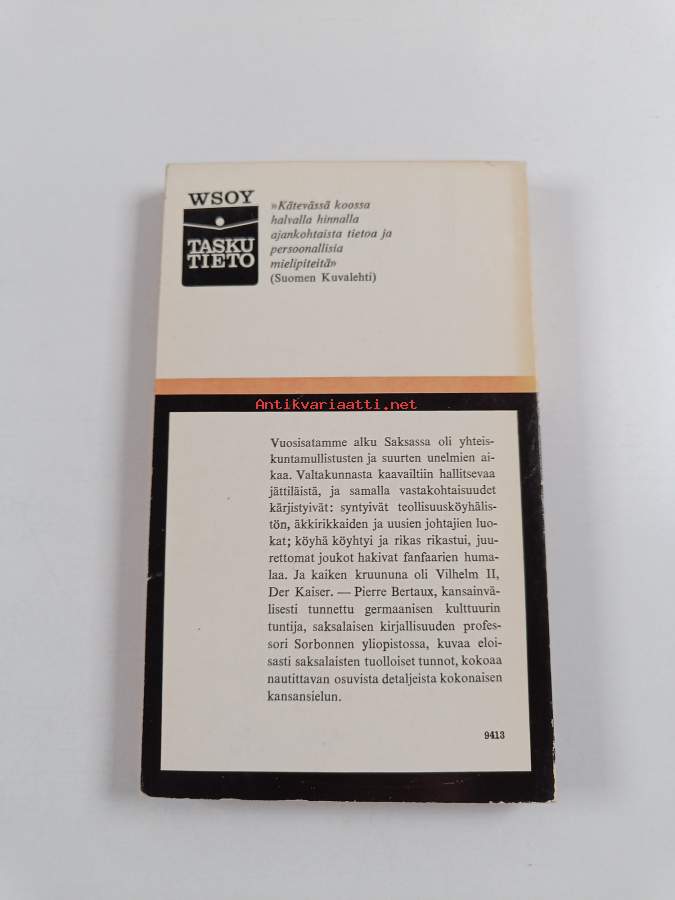 WSOY
TASKU
TIETO
»Kätevässä koossa
halvalla hinnalla
ajankohtaista tietoa ja
persoonallisia
mielipiteitä»
(Suomen Kuvalehti)
Antikvariaatti.net
Vuosisatamme alku Saksassa oli yhteis-
kuntamullistusten ja suurten unelmien ai-
kaa. Valtakunnasta kaavailtiin hallitsevaa
jättiläistä, ja samalla vastakohtaisuudet
kärjistyivät: syntyivät teollisuusköyhälis-
tön, äkkirikkaiden ja uusien johtajien luo-
kat; köyhä köyhtyi ja rikas rikastui, juu-
rettomat joukot hakivat fanfaarien huma-
laa. Ja kaiken kruununa oli Vilhelm II,
Der Kaiser. — Pierre Bertaux, kansainvä-
lisesti tunnettu germaanisen kulttuurin
tuntija, saksalaisen kirjallisuuden profes-
sori Sorbonnen yliopistossa, kuvaa eloi-
sasti saksalaisten tuolloiset tunnot, kokoaa
nautittavan osuvista detaljeista kokonaisen
kansansielun.
9413